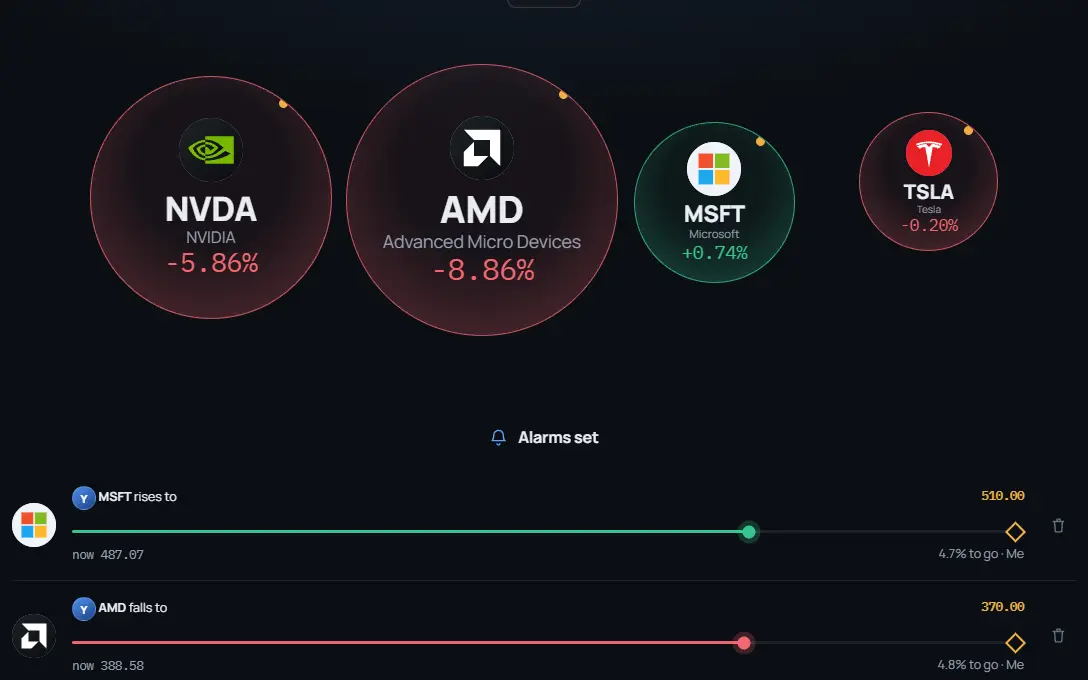 NVDA
NVIDIA
-5.86%
AMD
Advanced Micro Devices
-8.86%
MSFT
Microsoft
+0.74%
TSLA
Tesla
-0.20%
Alarms set
Y MSFT rises to 510.00
now 487.07 4.7% to go · Me
Y AMD falls to 370.00
now 388.58 4.8% to go · Me